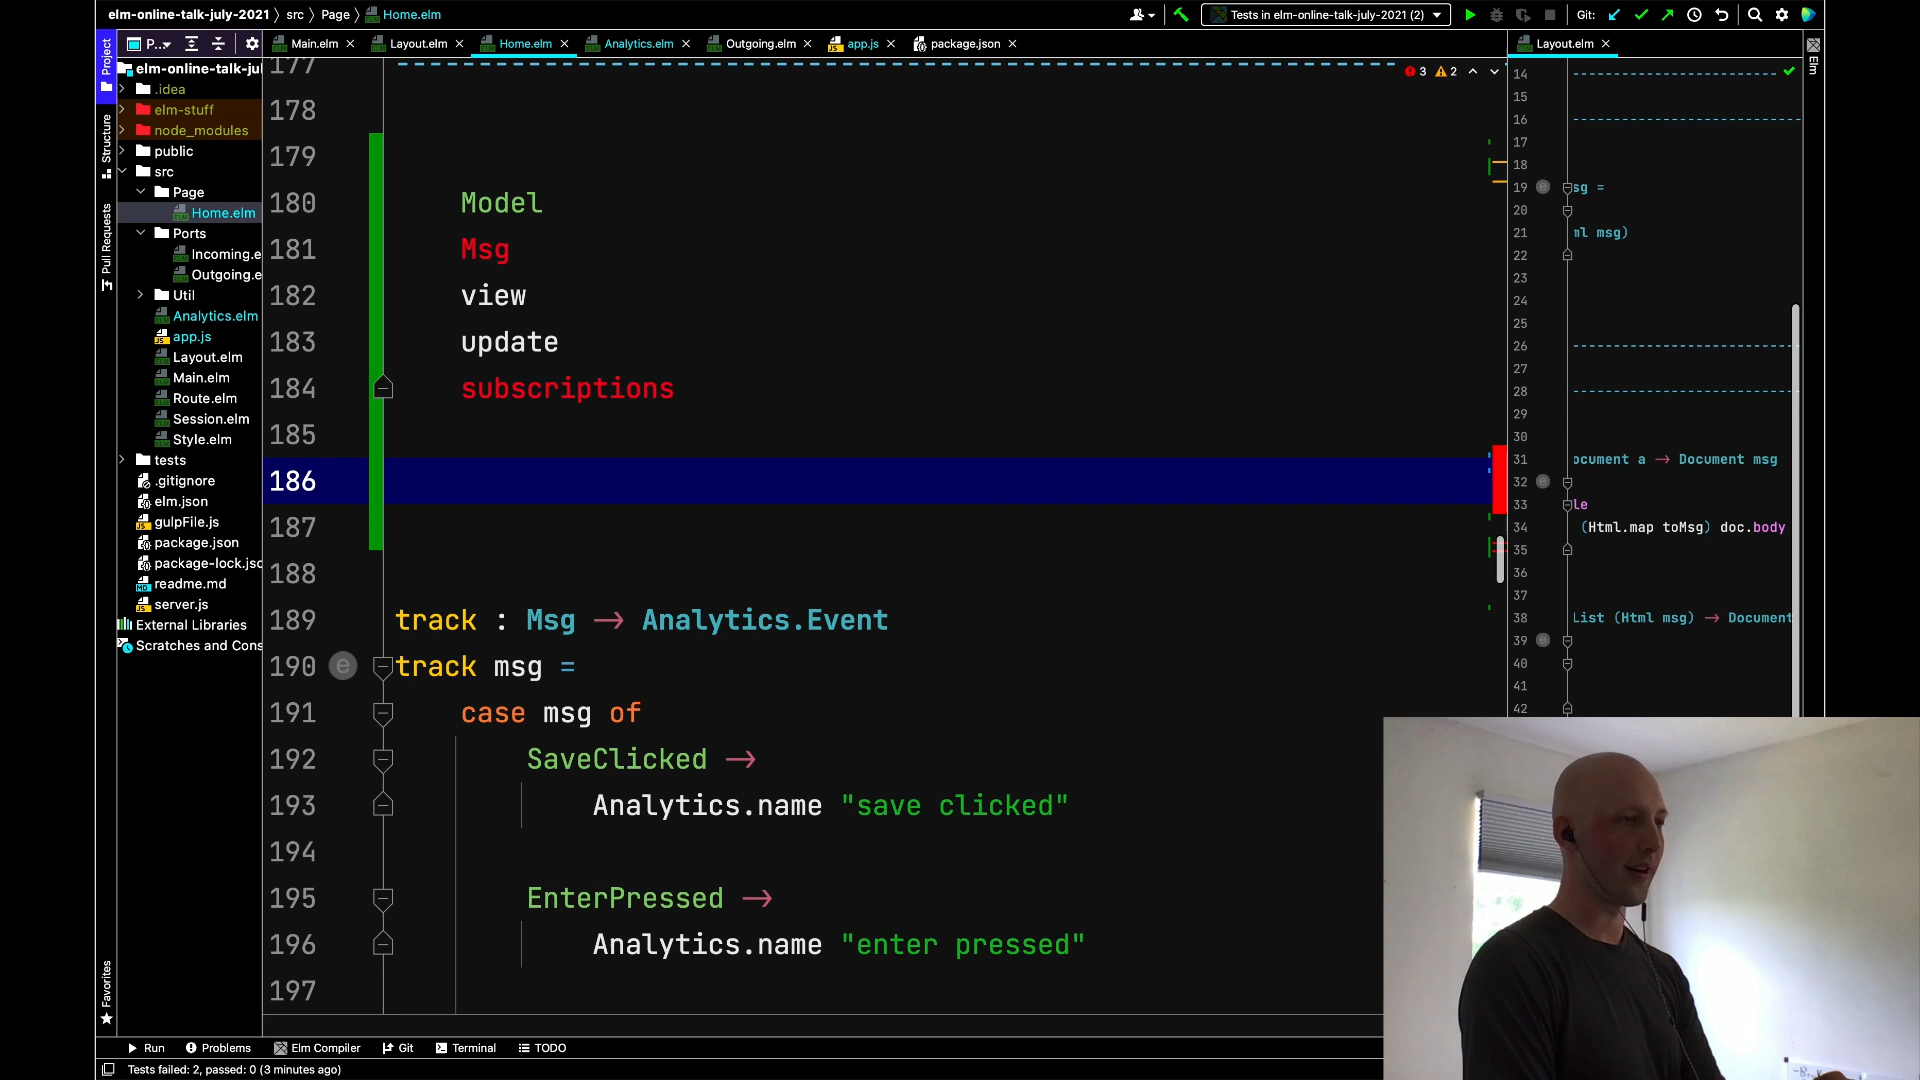 elm-online-talk-july-2021 〉 src 〉 Page 〉 Home.elm
Tests in elm-online-talk-july-2021 (2)
Git:
P...
Main.elm
Layout.elm
Home.elm
Analytics.elm
Outgoing.elm
app.js
package.json
Layout.elm
Project
Structure
Pull Requests
Favorites
Elm
elm-online-talk-jul
.idea
elm-stuff
node_modules
public
src
Page
Home.elm
Ports
Incoming.e
Outgoing.e
Util
Analytics.elm
app.js
Layout.elm
Main.elm
Route.elm
Session.elm
Style.elm
tests
.gitignore
elm.json
gulpFile.js
package.json
package-lock.jsc
readme.md
server.js
External Libraries
Scratches and Cons
3 2
177
178
179
180 Model
181 Msg
182 view
183 update
184 subscriptions
185
186
187
188
189 track : Msg → Analytics.Event
190 track msg =
191 case msg of
192 SaveClicked →
193 Analytics.name "save clicked"
194
195 EnterPressed →
196 Analytics.name "enter pressed"
197
14
15
16
17
18
19 sg =
20
21 ml msg)
22
23
24
25
26
27
28
29
30
31 ocument a → Document msg
32
33 le
34 (Html.map toMsg) doc.body
35
36
37
38 List (Html msg) → Document
39
40
41
42
Run
Problems
Elm Compiler
Git
Terminal
TODO
Tests failed: 2, passed: 0 (3 minutes ago)